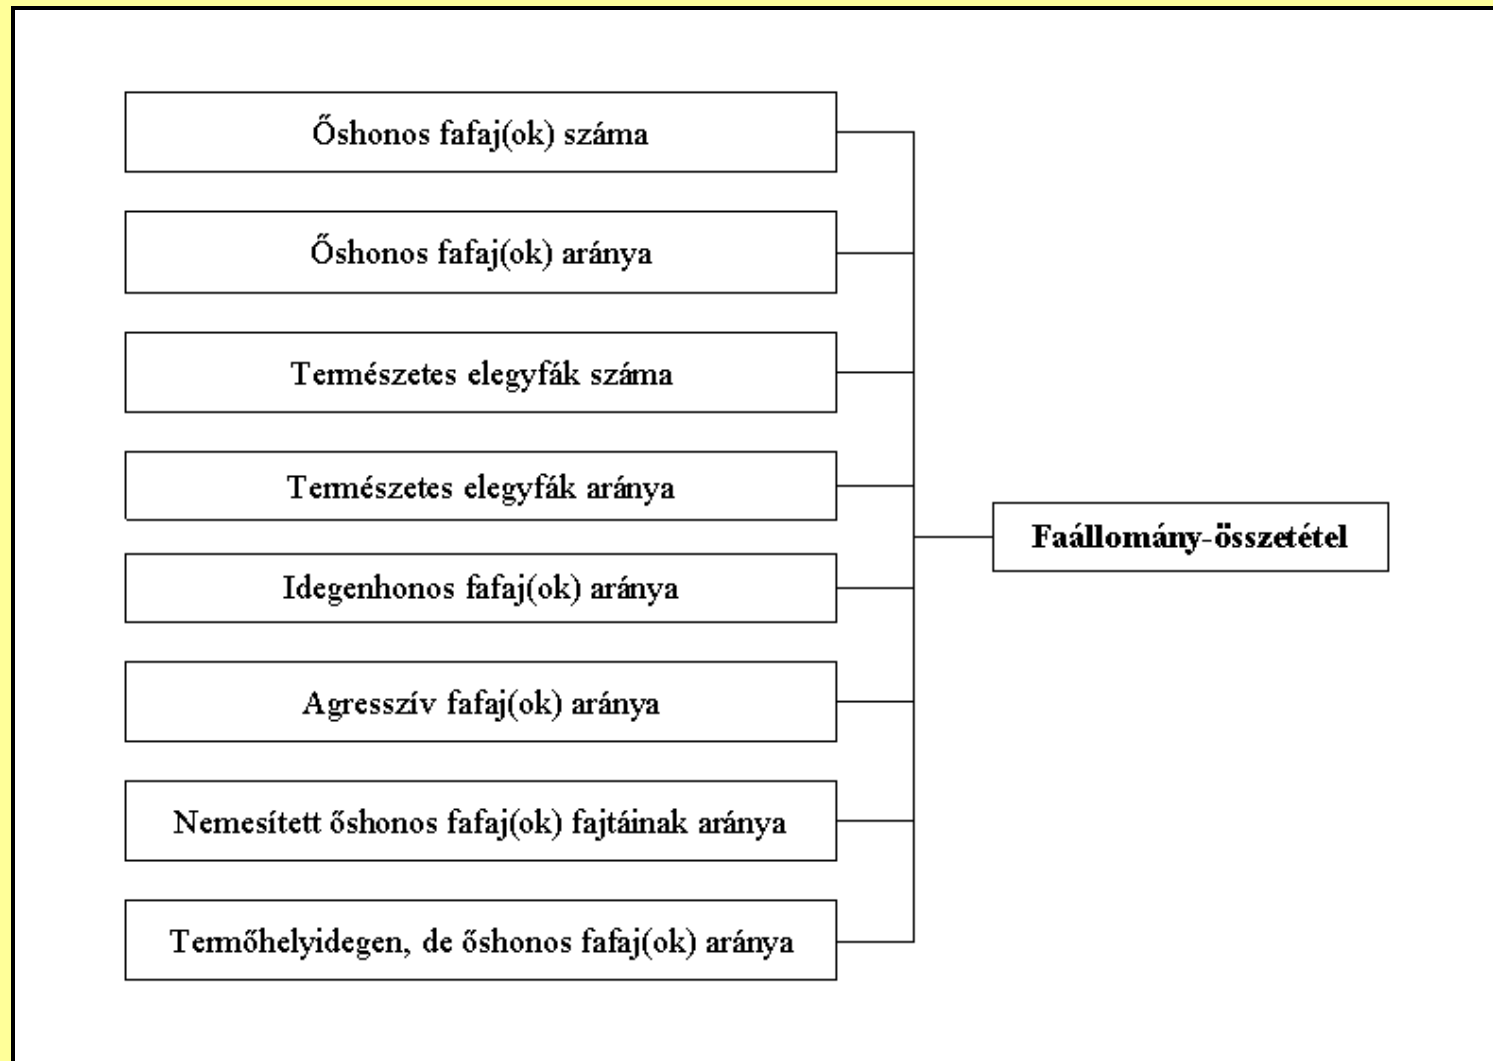 Őshonos fafaj(ok) száma
Őshonos fafaj(ok) aránya
Természetes elegyfák száma
Természetes elegyfák aránya
Idegenhonos fafaj(ok) aránya
Agresszív fafaj(ok) aránya
Nemesített őshonos fafaj(ok) fajtáinak aránya
Termőhelyidegen, de őshonos fafaj(ok) aránya
Faállomány-összetétel